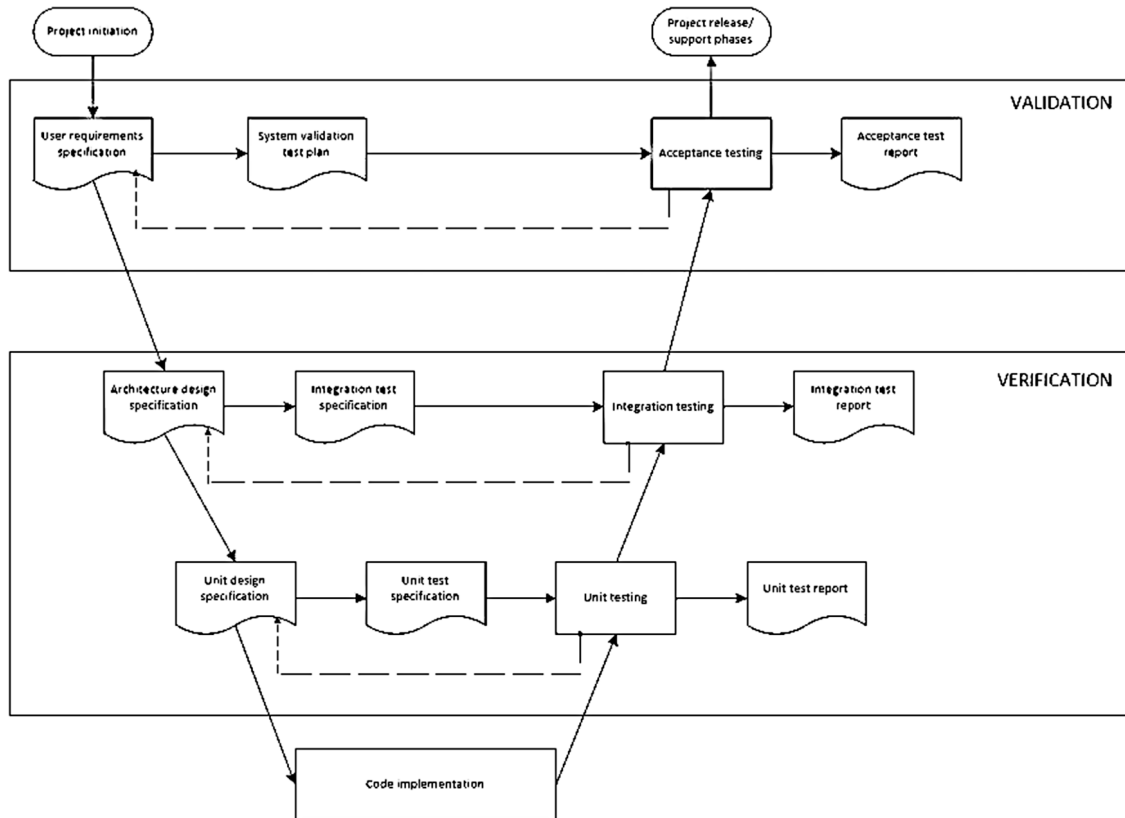 Project initiation
Project release/
support phases
VALIDATION
User requirements
specification
System validation
test plan
Acceptance testing
Acceptance test
report
VERIFICATION
Architecture design
specification
Integration test
specification
Integration testing
Integration test
report
Unit design
specification
Unit test
specification
Unit testing
Unit test report
Code implementation